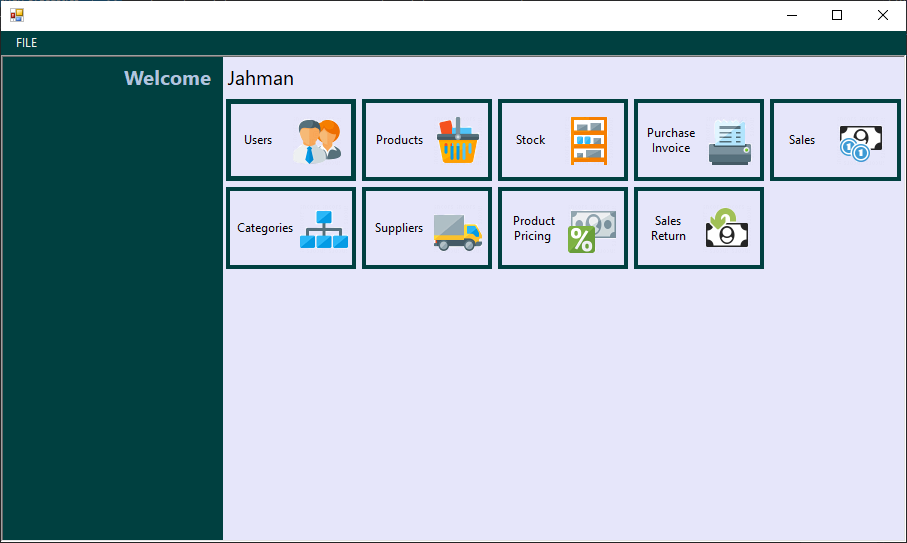 FILE
Welcome Jahman
Users
Products
Stock
Purchase
Invoice
Sales
Categories
Suppliers
Product
Pricing
Sales
Return